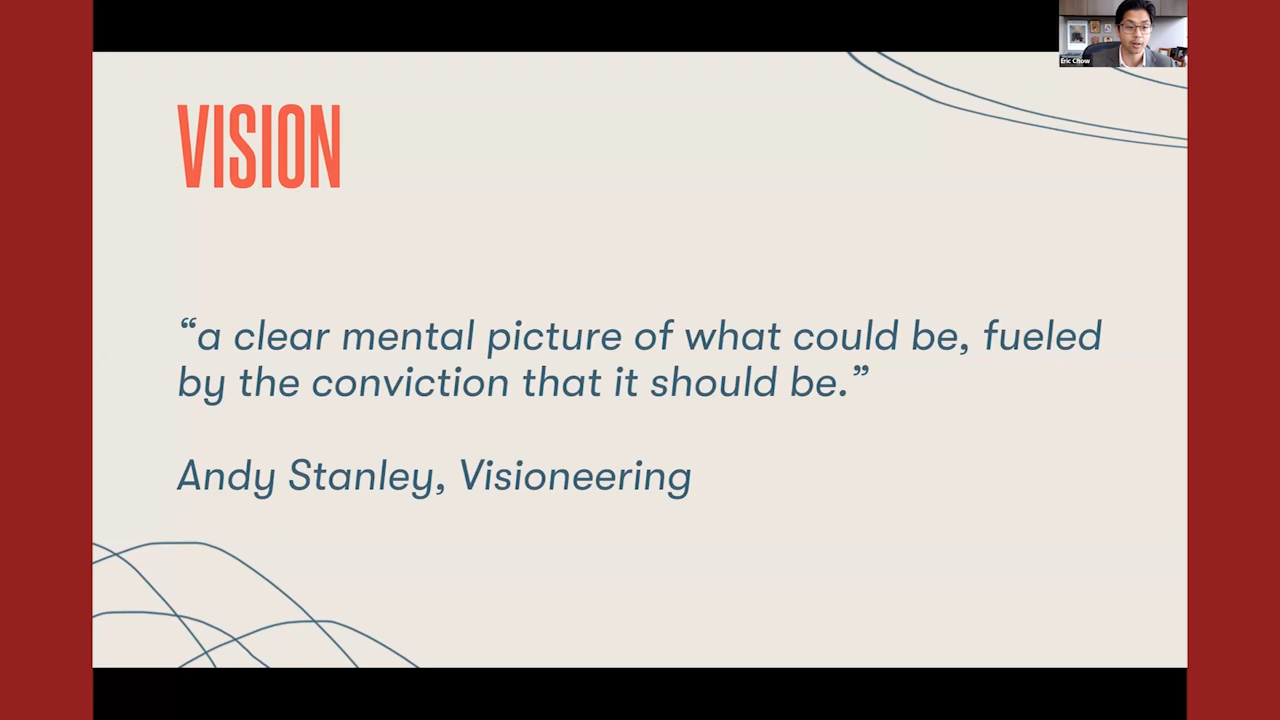 Eric Chow
VISION
“a clear mental picture of what could be, fueled
by the conviction that it should be.”
Andy Stanley, Visioneering